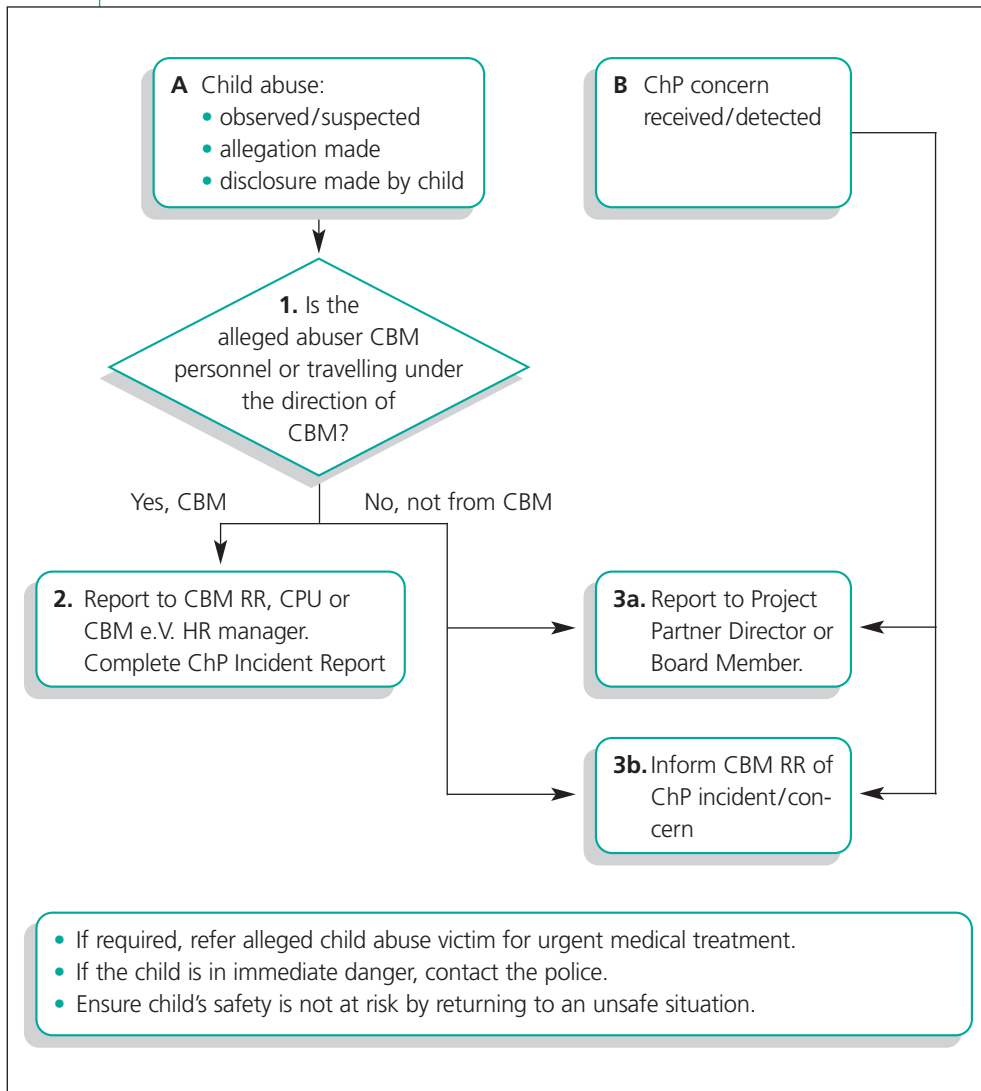 A Child abuse:
• observed/suspected
• allegation made
• disclosure made by child
B ChP concern
received/detected
1. Is the
alleged abuser CBM
personnel or travelling under
the direction of
CBM?
Yes, CBM
No, not from CBM
2. Report to CBM RR, CPU or
CBM e.V. HR manager.
Complete ChP Incident Report
3a. Report to Project
Partner Director or
Board Member.
3b. Inform CBM RR of
ChP incident/con-
cern
• If required, refer alleged child abuse victim for urgent medical treatment.
• If the child is in immediate danger, contact the police.
• Ensure child’s safety is not at risk by returning to an unsafe situation.